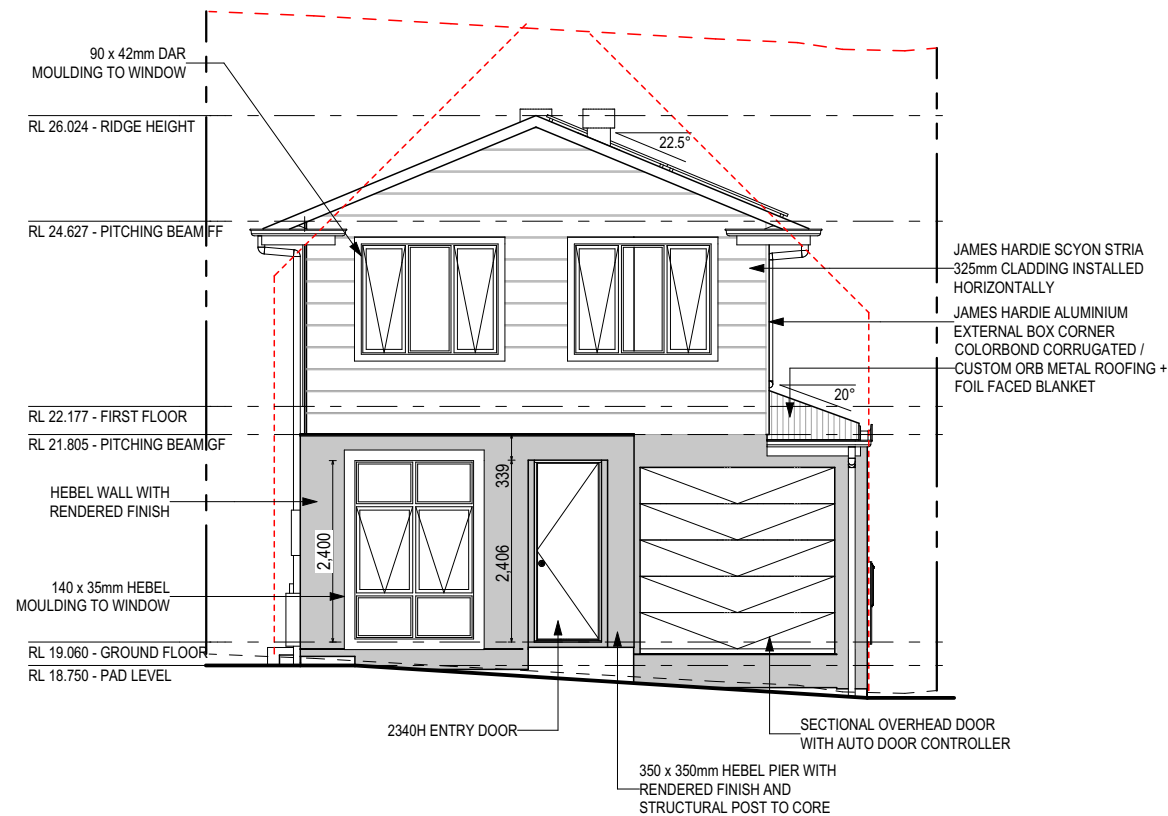 90 x 42mm DAR
MOULDING TO WINDOW
RL 26.024 - RIDGE HEIGHT
22.5°
RL 24.627 - PITCHING BEAM FF
JAMES HARDIE SCYON STRIA
325mm CLADDING INSTALLED
HORIZONTALLY
JAMES HARDIE ALUMINIUM
EXTERNAL BOX CORNER
COLORBOND CORRUGATED /
CUSTOM ORB METAL ROOFING +
FOIL FACED BLANKET
20°
RL 22.177 - FIRST FLOOR
RL 21.805 - PITCHING BEAM GF
339
HEBEL WALL WITH
RENDERED FINISH
2,400
2,406
140 x 35mm HEBEL
MOULDING TO WINDOW
RL 19.060 - GROUND FLOOR
RL 18.750 - PAD LEVEL
2340H ENTRY DOOR
SECTIONAL OVERHEAD DOOR
WITH AUTO DOOR CONTROLLER
350 x 350mm HEBEL PIER WITH
RENDERED FINISH AND
STRUCTURAL POST TO CORE